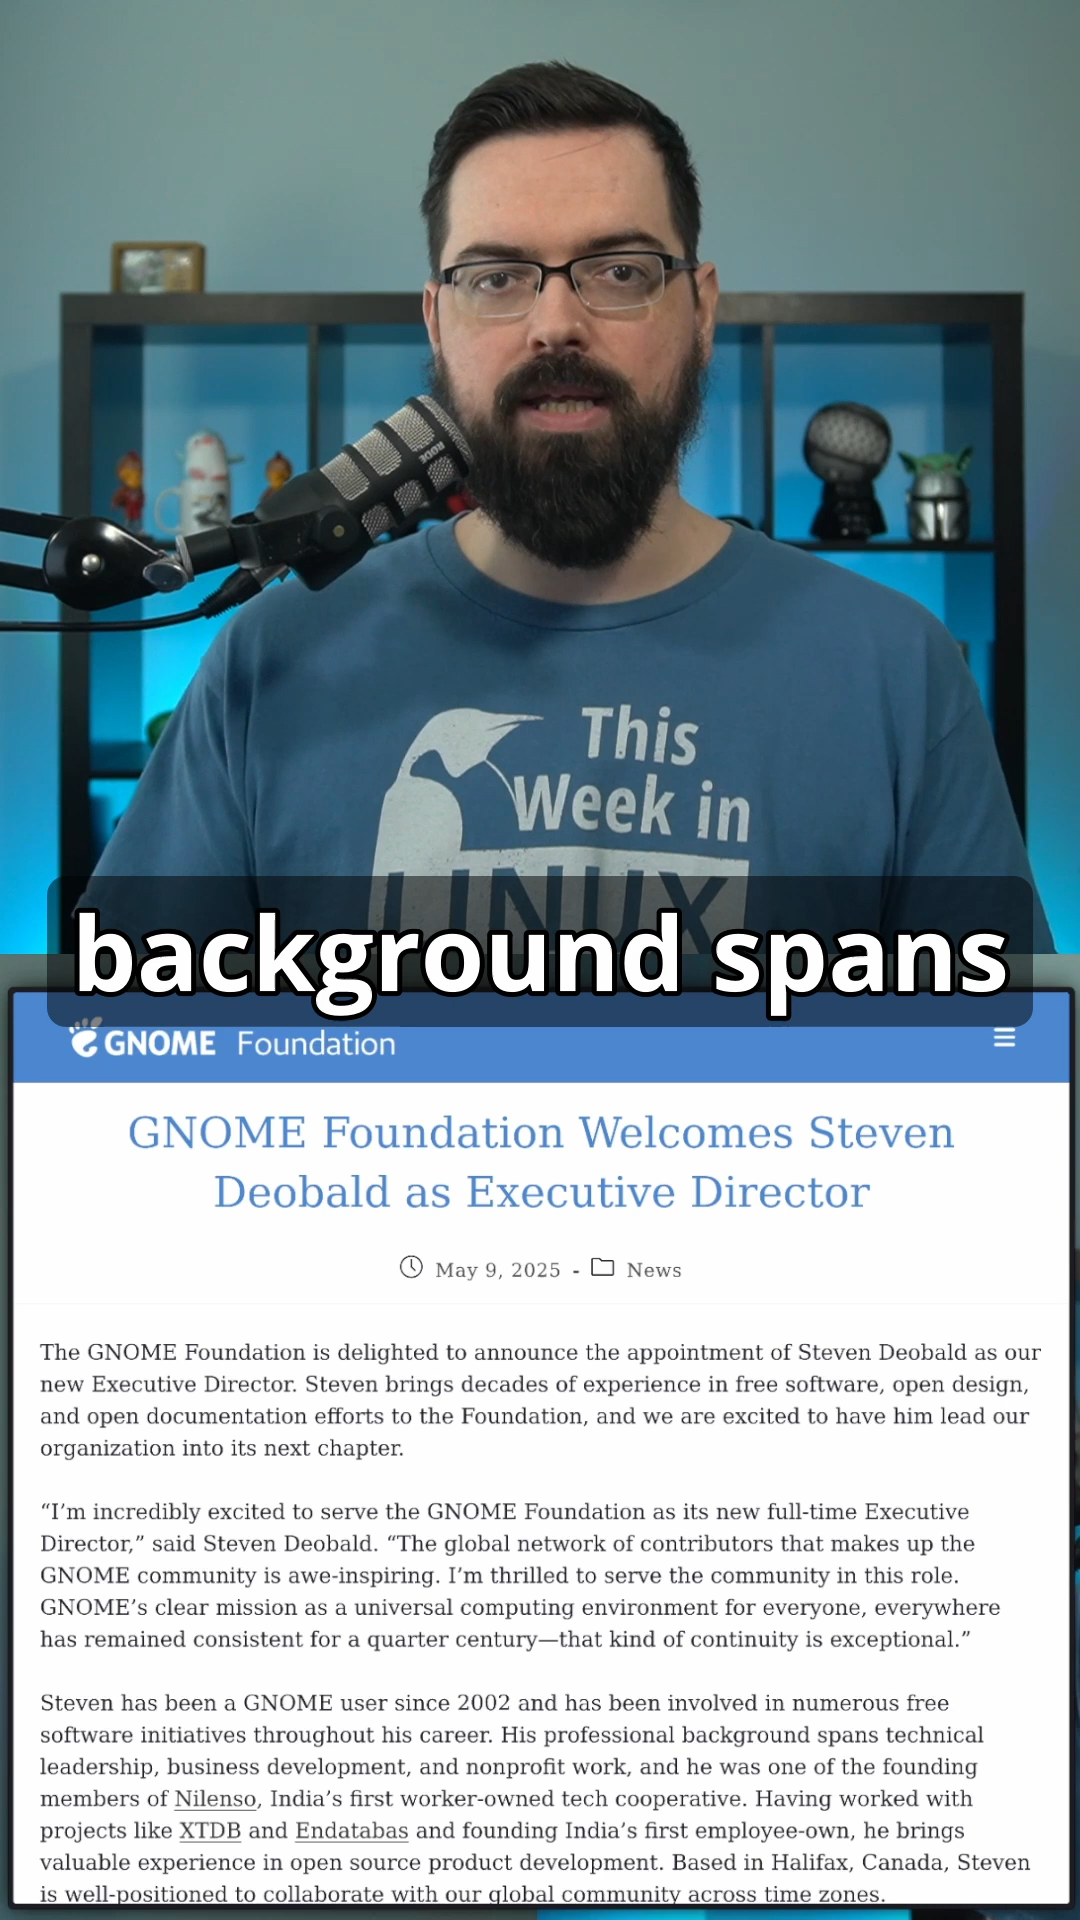 RODE
This
Week in
LINUX
background spans
GNOME Foundation
GNOME Foundation Welcomes Steven
Deobald as Executive Director
May 9, 2025 - News
The GNOME Foundation is delighted to announce the appointment of Steven Deobald as our
new Executive Director. Steven brings decades of experience in free software, open design,
and open documentation efforts to the Foundation, and we are excited to have him lead our
organization into its next chapter.
“I’m incredibly excited to serve the GNOME Foundation as its new full-time Executive
Director,” said Steven Deobald. “The global network of contributors that makes up the
GNOME community is awe-inspiring. I’m thrilled to serve the community in this role.
GNOME’s clear mission as a universal computing environment for everyone, everywhere
has remained consistent for a quarter century—that kind of continuity is exceptional.”
Steven has been a GNOME user since 2002 and has been involved in numerous free
software initiatives throughout his career. His professional background spans technical
leadership, business development, and nonprofit work, and he was one of the founding
members of Nilenso, India’s first worker-owned tech cooperative. Having worked with
projects like XTDB and Endatabas and founding India’s first employee-own, he brings
valuable experience in open source product development. Based in Halifax, Canada, Steven
is well-positioned to collaborate with our global community across time zones.